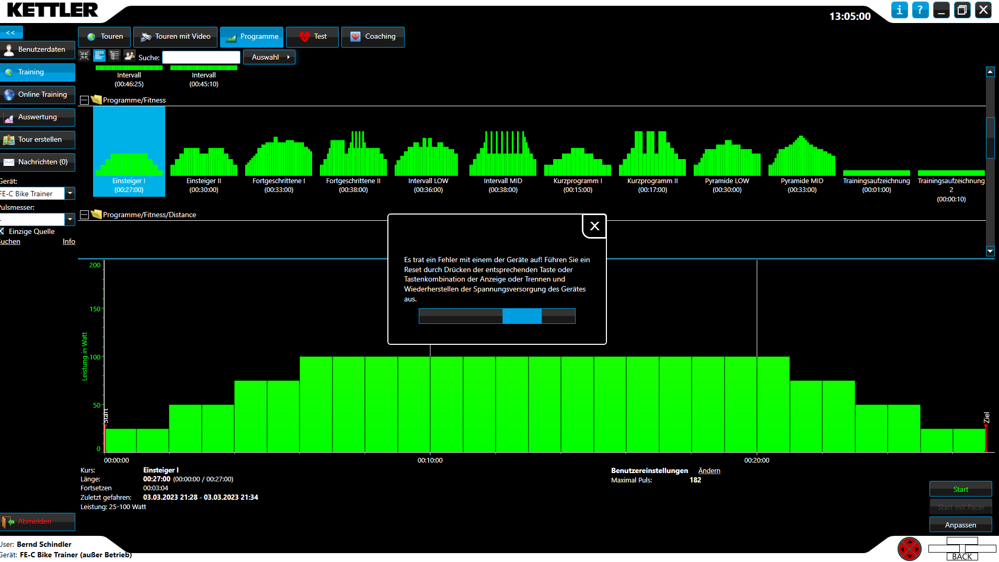 KETTLER
13:05:00
i
?
<<
Touren
Touren mit Video
Programme
Test
Coaching
Benutzerdaten
Training
Online Training
Auswertung
Tour erstellen
Nachrichten (0)
Suche:
Auswahl
Intervall
(00:46:25)
Intervall
(00:45:10)
Programme/Fitness
Einsteiger I
(00:27:00)
Einsteiger II
(00:30:00)
Fortgeschrittene I
(00:33:00)
Fortgeschrittene II
(00:38:00)
Intervall LOW
(00:36:00)
Intervall MID
(00:38:00)
Kurzprogramm I
(00:15:00)
Kurzprogramm II
(00:17:00)
Pyramide LOW
(00:30:00)
Pyramide MID
(00:33:00)
Trainingsaufzeichnung
(00:01:00)
Trainingsaufzeichnung
2
(00:00:10)
Gerät:
FE-C Bike Trainer
Pulsmesser:
-
Einzige Quelle
Suchen
Info
Programme/Fitness/Distance
X
Es trat ein Fehler mit einem der Geräte auf! Führen Sie ein
Reset durch Drücken der entsprechenden Taste oder
Tastenkombination der Anzeige oder Trennen und
Wiederherstellen der Spannungsversorgung des Gerätes
aus.
Leistung in Watt
200
150
100
50
0
Start
Ziel
00:00:00
00:10:00
00:20:00
Kurs: Einsteiger I
Länge: 00:27:00 (00:00:00 / 00:27:00)
Fortsetzen 00:03:04
Zuletzt gefahren: 03.03.2023 21:28 - 03.03.2023 21:34
Leistung: 25-100 Watt
Benutzereinstellungen Ändern
Maximal Puls: 182
Start
Start mit Pacer
Anpassen
Abmelden
User: Bernd Schindler
Gerät: FE-C Bike Trainer (außer Betrieb)
BACK